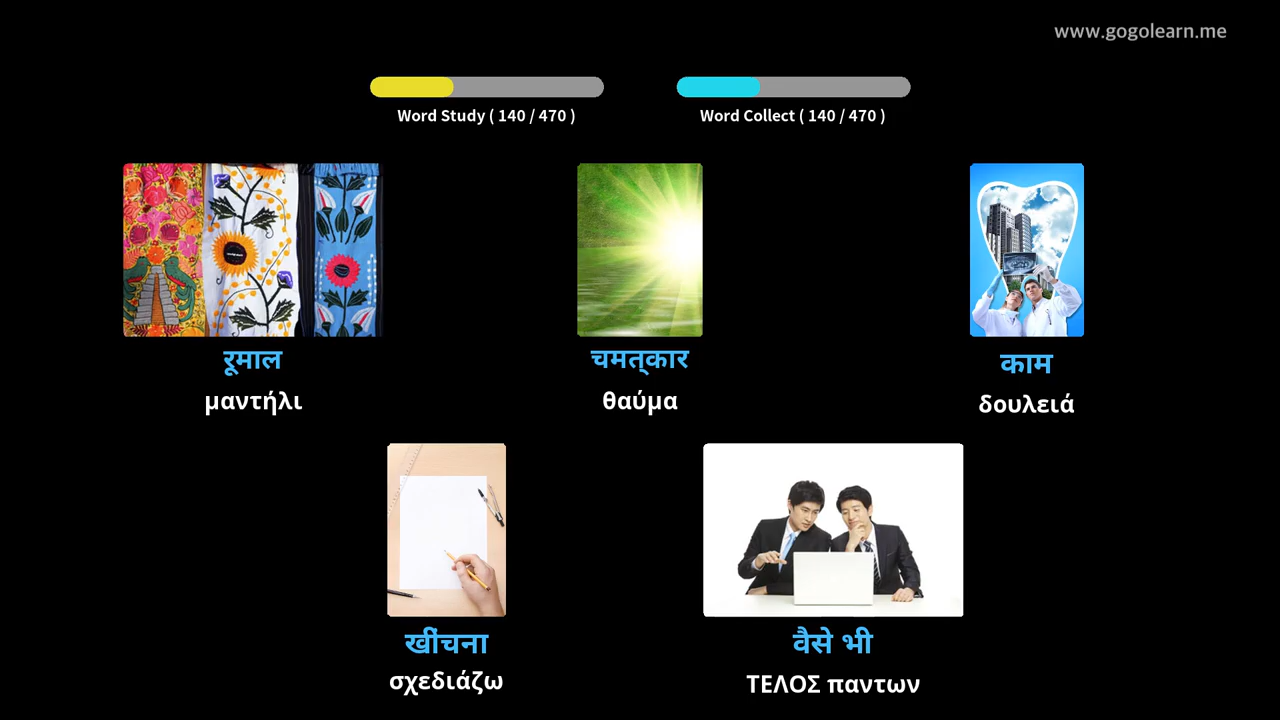 www.gogolearn.me
Word Study ( 140 / 470 )
Word Collect ( 140 / 470 )
रूमाल
μαντήλι
चमत्कार
θαύμα
काम
δουλειά
खींचना
σχεδιάζω
वैसे भी
ΤΕΛΟΣ παντων